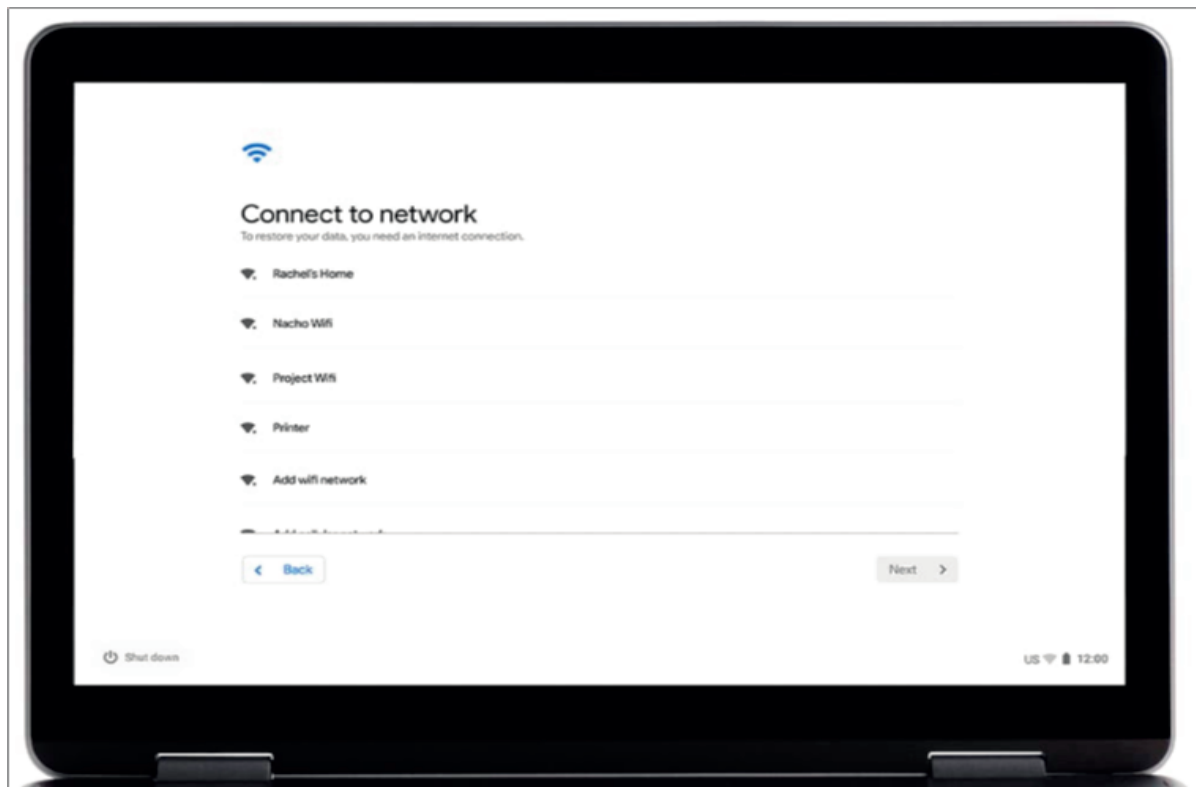 Connect to network
To restore your data, you need an internet connection.
Rachel's Home
Nacho Wifi
Project Wifi
Printer
Add wifi network
Back
Next
Shut down
US 12:00